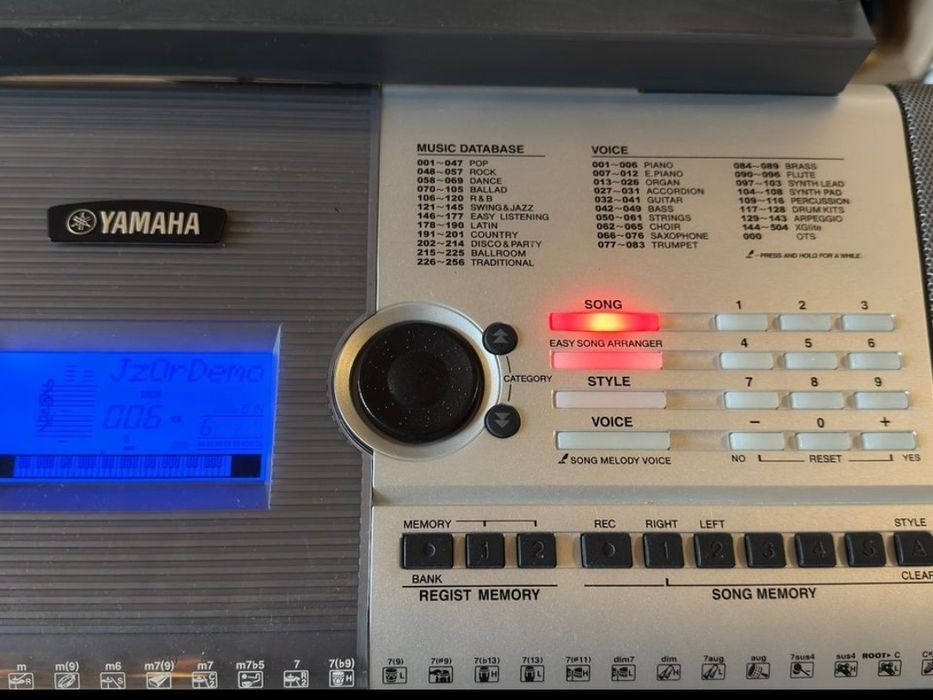 MUSIC DATABASE
001~047 POP
048~057 ROCK
058~069 DANCE
070~105 BALLAD
106~120 R&B
121~145 SWING&JAZZ
146~177 EASY LISTENING
178~190 LATIN
191~201 COUNTRY
202~214 DISCO&PARTY
215~225 BALLROOM
226~256 TRADITIONAL
VOICE
001~006 PIANO
007~012 E.PIANO
013~026 ORGAN
027~031 ACCORDION
032~041 GUITAR
042~049 BASS
050~061 STRINGS
062~065 CHOIR
066~076 SAXOPHONE
077~083 TRUMPET
084~089 BRASS
090~096 FLUTE
097~103 SYNTH LEAD
104~108 SYNTH PAD
109~116 PERCUSSION
117~128 DRUM KITS
129~143 ARPEGGIO
144~504 XGlite
000 OTS
–PRESS AND HOLD FOR A WHILE.
YAMAHA
JzOrDemo
006
CATEGORY
SONG 1 2 3
EASY SONG ARRANGER 4 5 6
STYLE 7 8 9
VOICE − 0 +
SONG MELODY VOICE NO RESET YES
MEMORY REC RIGHT LEFT STYLE
0 1 2 0 1 2 3 4 5 A
BANK CLEAR
REGIST MEMORY SONG MEMORY
m m(9) m6 m7(9) m7 m7♭5 7 7(♭9) 7(9) 7(#9) 7(♭13) 7(13) 7(#11) dim7 dim 7aug aug 7sus4 sus4 ROOT▸ C